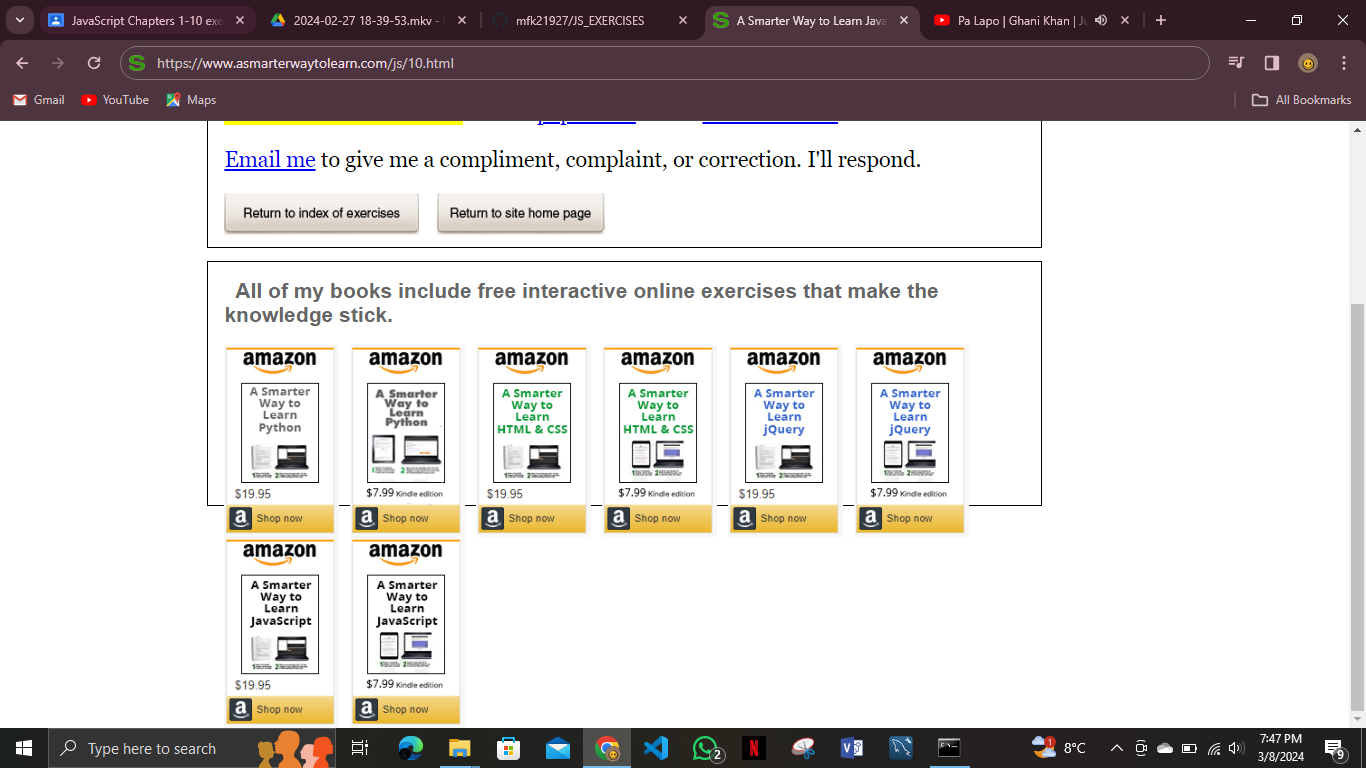 JavaScript Chapters 1-10 exe
2024-02-27 18-39-53.mkv -
mfk21927/JS_EXERCISES
A Smarter Way to Learn Java
Pa Lapo | Ghani Khan | Ju
https://www.asmarterwaytolearn.com/js/10.html
Gmail
YouTube
Maps
All Bookmarks
Email me to give me a compliment, complaint, or correction. I'll respond.
Return to index of exercises
Return to site home page
All of my books include free interactive online exercises that make the
knowledge stick.
amazon
A Smarter
Way to
Learn
Python
$19.95
Shop now
amazon
A Smarter
Way to
Learn
Python
$7.99 Kindle edition
Shop now
amazon
A Smarter
Way to
Learn
HTML & CSS
$19.95
Shop now
amazon
A Smarter
Way to
Learn
HTML & CSS
$7.99 Kindle edition
Shop now
amazon
A Smarter
Way to
Learn
jQuery
$19.95
Shop now
amazon
A Smarter
Way to
Learn
jQuery
$7.99 Kindle edition
Shop now
amazon
A Smarter
Way to
Learn
JavaScript
$19.95
Shop now
amazon
A Smarter
Way to
Learn
JavaScript
$7.99 Kindle edition
Shop now
Type here to search
2
1
8°C
7:47 PM
3/8/2024
9